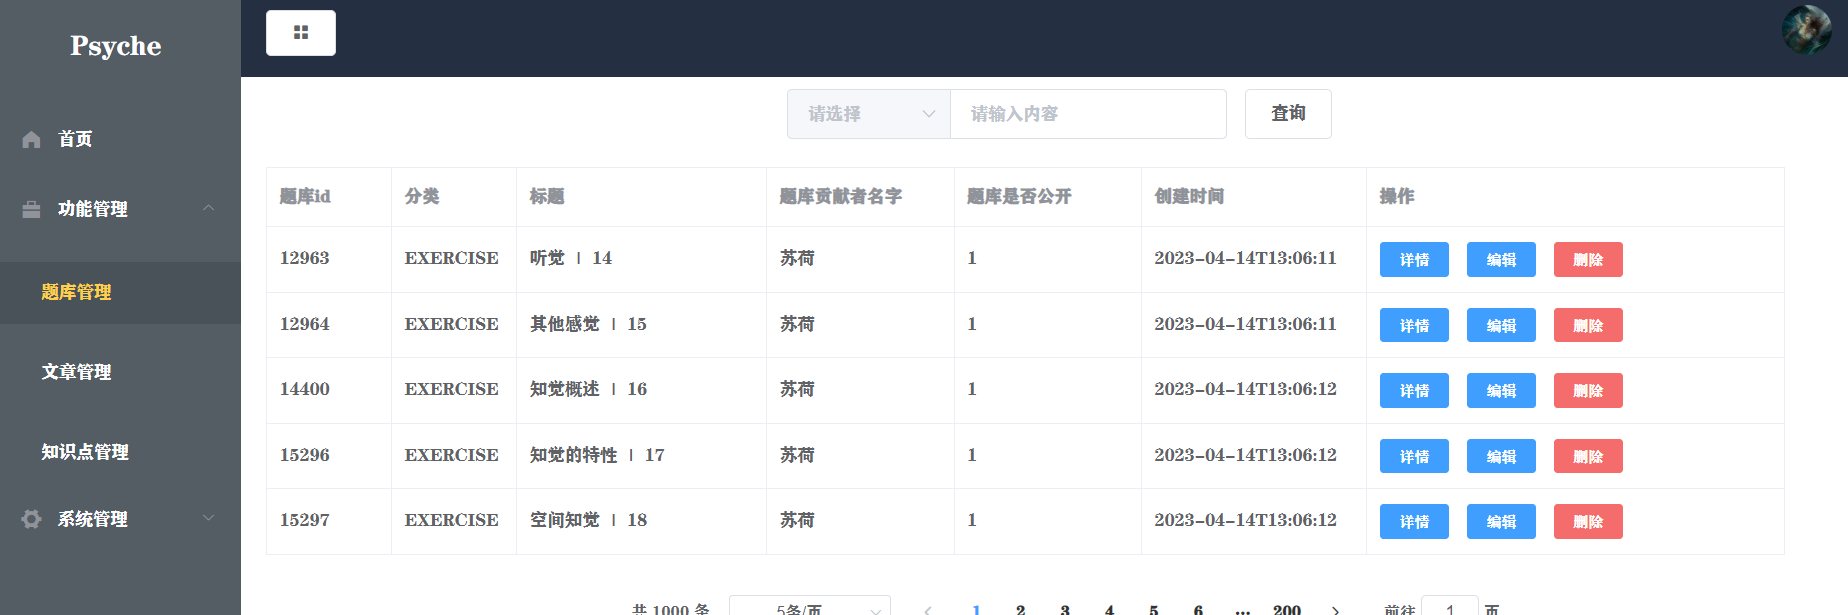 Psyche
首页
功能管理
题库管理
文章管理
知识点管理
系统管理
请选择 请输入内容 查询
题库id 分类 标题 题库贡献者名字 题库是否公开 创建时间 操作
12963 EXERCISE 听觉 | 14 苏荷 1 2023-04-14T13:06:11 详情 编辑 删除
12964 EXERCISE 其他感觉 | 15 苏荷 1 2023-04-14T13:06:11 详情 编辑 删除
14400 EXERCISE 知觉概述 | 16 苏荷 1 2023-04-14T13:06:12 详情 编辑 删除
15296 EXERCISE 知觉的特性 | 17 苏荷 1 2023-04-14T13:06:12 详情 编辑 删除
15297 EXERCISE 空间知觉 | 18 苏荷 1 2023-04-14T13:06:12 详情 编辑 删除
共 1000 条 5条/页 1 2 3 4 5 6 ... 200 前往 1 页